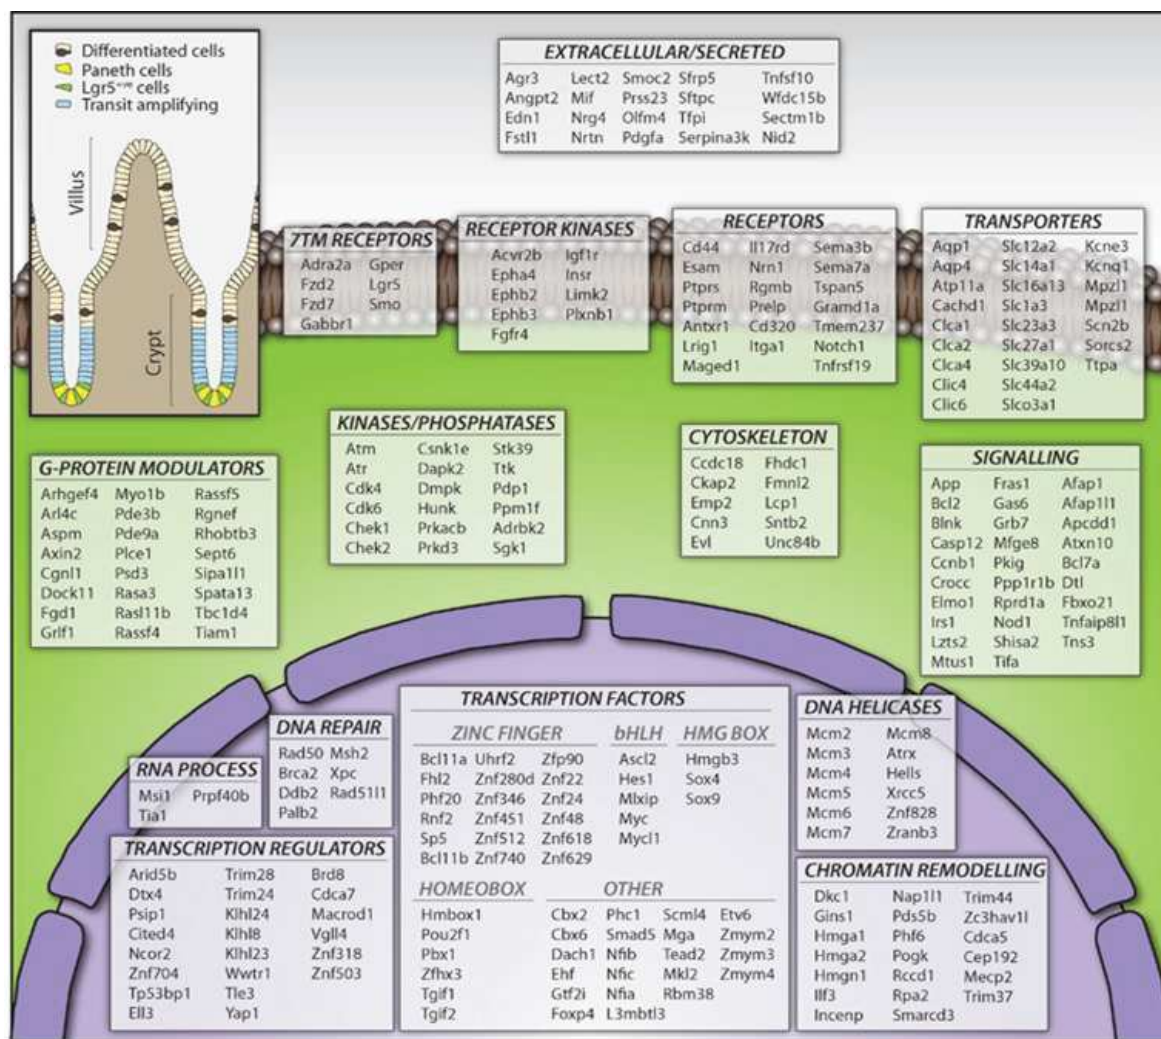 Differentiated cells
Paneth cells
Lgr5+ve cells
Transit amplifying
Villus
Crypt
EXTRACELLULAR/SECRETED
Agr3 Lect2 Smoc2 Sfrp5 Tnfsf10
Angpt2 Mif Prss23 Sftpc Wfdc15b
Edn1 Nrg4 Olfm4 Tfpi Sectm1b
Fstl1 Nrtn Pdgfa Serpina3k Nid2
7TM RECEPTORS
Adra2a Gper
Fzd2 Lgr5
Fzd7 Smo
Gabbr1
RECEPTOR KINASES
Acvr2b Igf1r
Epha4 Insr
Ephb2 Limk2
Ephb3 Plxnb1
Fgfr4
RECEPTORS
Cd44 Il17rd Sema3b
Esam Nrn1 Sema7a
Ptprs Rgmb Tspan5
Ptprm Prelp Gramd1a
Antxr1 Cd320 Tmem237
Lrig1 Itga1 Notch1
Maged1 Tnfrsf19
TRANSPORTERS
Aqp1 Slc12a2 Kcne3
Aqp4 Slc14a1 Kcnq1
Atp11a Slc16a13 Mpzl1
Cachd1 Slc1a3 Mpzl1
Clca1 Slc23a3 Scn2b
Clca2 Slc27a1 Sorcs2
Clca4 Slc39a10 Ttpa
Clic4 Slc44a2
Clic6 Slco3a1
KINASES/PHOSPHATASES
Atm Csnk1e Stk39
Atr Dapk2 Ttk
Cdk4 Dmpk Pdp1
Cdk6 Hunk Ppm1f
Chek1 Prkacb Adrbk2
Chek2 Prkd3 Sgk1
CYTOSKELETON
Ccdc18 Fhdc1
Ckap2 Fmnl2
Emp2 Lcp1
Cnn3 Sntb2
Evl Unc84b
G-PROTEIN MODULATORS
Arhgef4 Myo1b Rassf5
Arl4c Pde3b Rgnef
Aspm Pde9a Rhobtb3
Axin2 Plce1 Sept6
Cgnl1 Psd3 Sipa1l1
Dock11 Rasa3 Spata13
Fgd1 Rasl11b Tbc1d4
Grlf1 Rassf4 Tiam1
SIGNALLING
App Fras1 Afap1
Bcl2 Gas6 Afap1l1
Blnk Grb7 Apcdd1
Casp12 Mfge8 Atxn10
Ccnb1 Pkig Bcl7a
Crocc Ppp1r1b Dtl
Elmo1 Rprd1a Fbxo21
Irs1 Nod1 Tnfaip8l1
Lzts2 Shisa2 Tns3
Mtus1 Tifa
TRANSCRIPTION FACTORS
ZINC FINGER bHLH HMG BOX
Bcl11a Uhrf2 Zfp90 Ascl2 Hmgb3
Fhl2 Znf280d Znf22 Hes1 Sox4
Phf20 Znf346 Znf24 Mlxip Sox9
Rnf2 Znf451 Znf48 Myc
Sp5 Znf512 Znf618 Mycl1
Bcl11b Znf740 Znf629
HOMEOBOX OTHER
Hmbox1 Cbx2 Phc1 Scml4 Etv6
Pou2f1 Cbx6 Smad5 Mga Zmym2
Pbx1 Dach1 Nfib Tead2 Zmym3
Zfhx3 Ehf Nfic Mkl2 Zmym4
Tgif1 Gtf2i Nfia Rbm38
Tgif2 Foxp4 L3mbtl3
DNA REPAIR
Rad50 Msh2
Brca2 Xpc
Ddb2 Rad51l1
Palb2
RNA PROCESS
Msi1 Prpf40b
Tia1
DNA HELICASES
Mcm2 Mcm8
Mcm3 Atrx
Mcm4 Hells
Mcm5 Xrcc5
Mcm6 Znf828
Mcm7 Zranb3
TRANSCRIPTION REGULATORS
Arid5b Trim28 Brd8
Dtx4 Trim24 Cdca7
Psip1 Klhl24 Macrod1
Cited4 Klhl8 Vgll4
Ncor2 Klhl23 Znf318
Znf704 Wwtr1 Znf503
Tp53bp1 Tle3
Ell3 Yap1
CHROMATIN REMODELLING
Dkc1 Nap1l1 Trim44
Gins1 Pds5b Zc3hav1l
Hmga1 Phf6 Cdca5
Hmga2 Pogk Cep192
Hmgn1 Rccd1 Mecp2
Ilf3 Rpa2 Trim37
Incenp Smarcd3